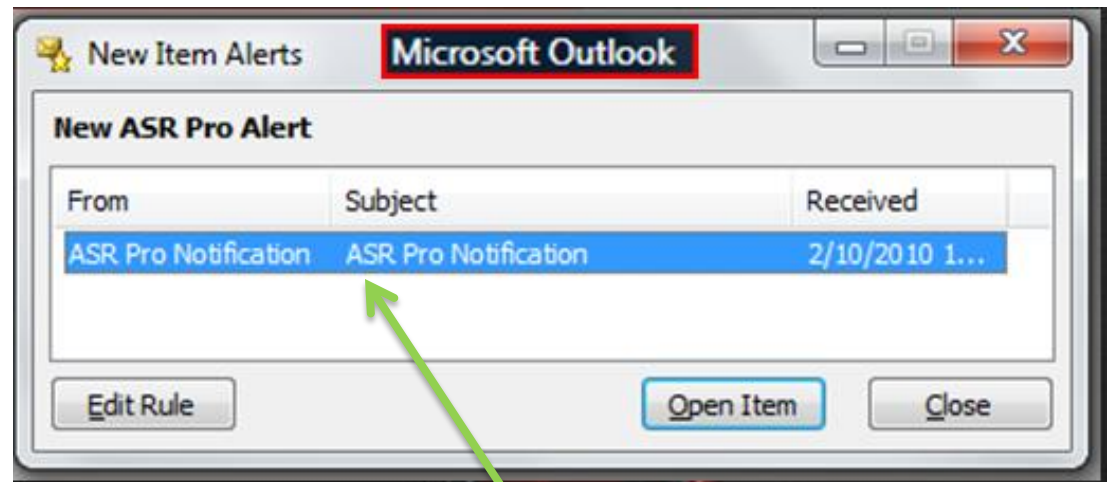 New Item Alerts Microsoft Outlook
New ASR Pro Alert
From Subject Received
ASR Pro Notification ASR Pro Notification 2/10/2010 1...
Edit Rule Open Item Close